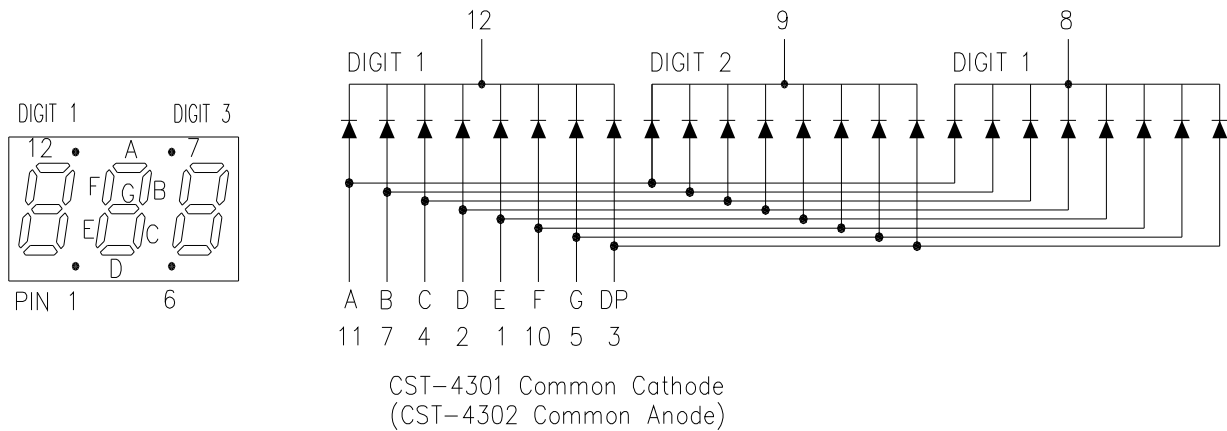 DIGIT 1 DIGIT 3
12 A 7
F G B
E C
D
PIN 1 6
12 9 8
DIGIT 1 DIGIT 2 DIGIT 1
A B C D E F G DP
11 7 4 2 1 10 5 3
CST-4301 Common Cathode
(CST-4302 Common Anode)